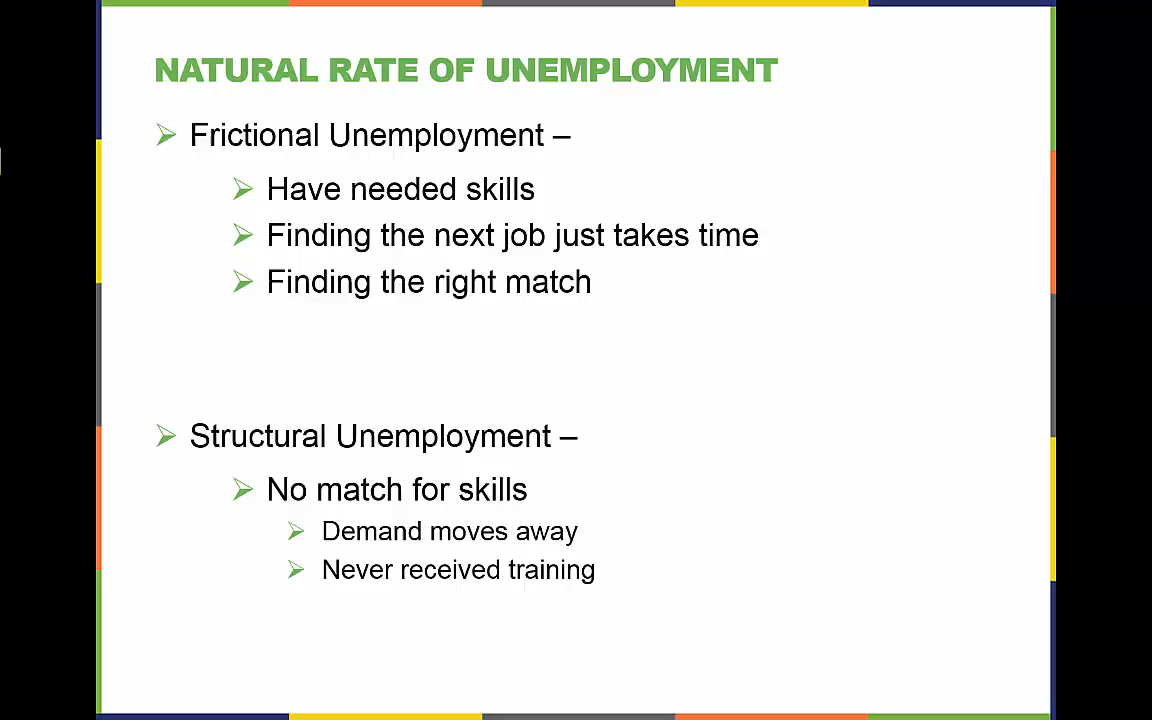 NATURAL RATE OF UNEMPLOYMENT
Frictional Unemployment –
Have needed skills
Finding the next job just takes time
Finding the right match
Structural Unemployment –
No match for skills
Demand moves away
Never received training